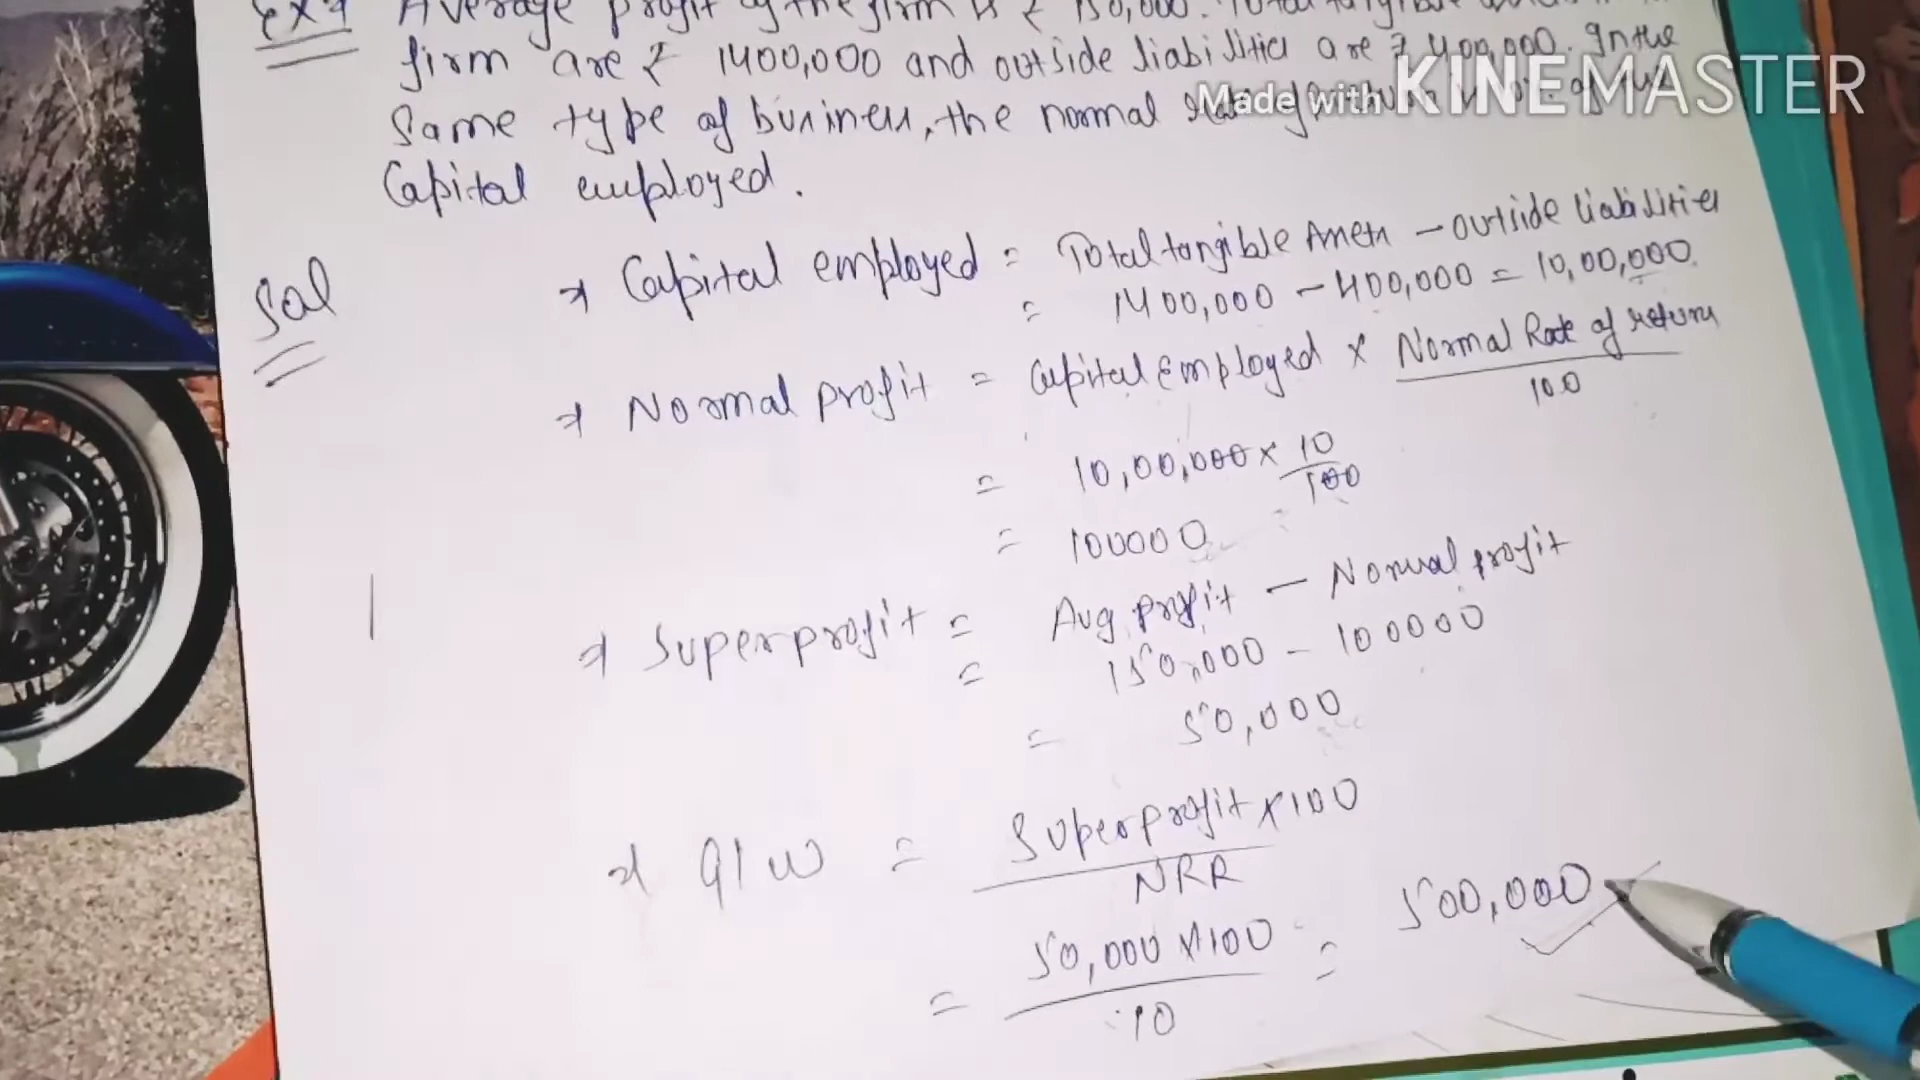 Ex 9 Average profit of the firm is ₹ 150,000. Total tangible
firm are ₹ 1400,000 and outside liabilities are ₹ 400,000. In the
Same type of business, the normal
Capital employed.
Made with KINEMASTER
Sol
Capital employed = Total tangible Assets - outside liabilities
= 1400,000 - 400,000 = 10,00,000
Normal profit = Capital Employed × Normal Rate of return
100
= 10,00,000 × 10
100
= 100000
Superprofit = Avg profit - Normal profit
= 150,000 - 100000
= 50,000
G/W = Superprofit × 100
NRR
= 50,000 × 100 = 500,000
10